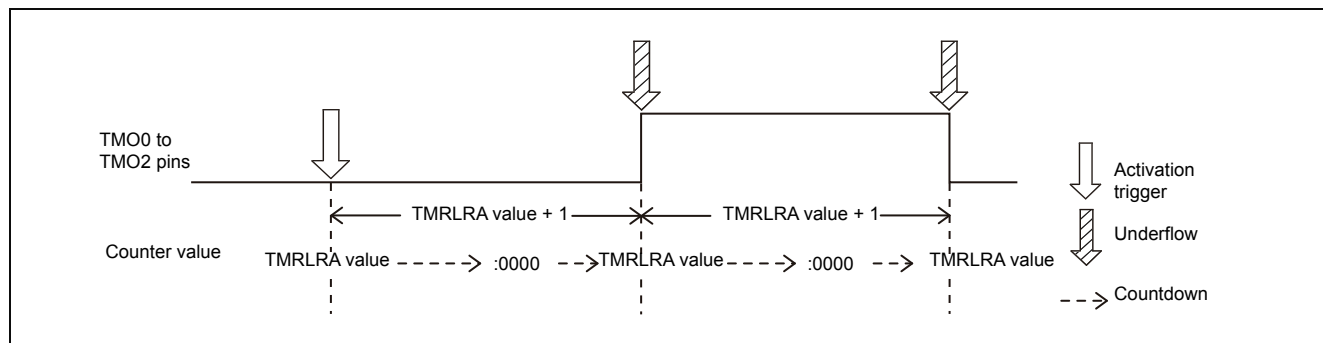 TMO0 to
TMO2 pins
Activation
trigger
TMRLRA value + 1 TMRLRA value + 1
Underflow
Counter value TMRLRA value :0000 TMRLRA value :0000 TMRLRA value
Countdown